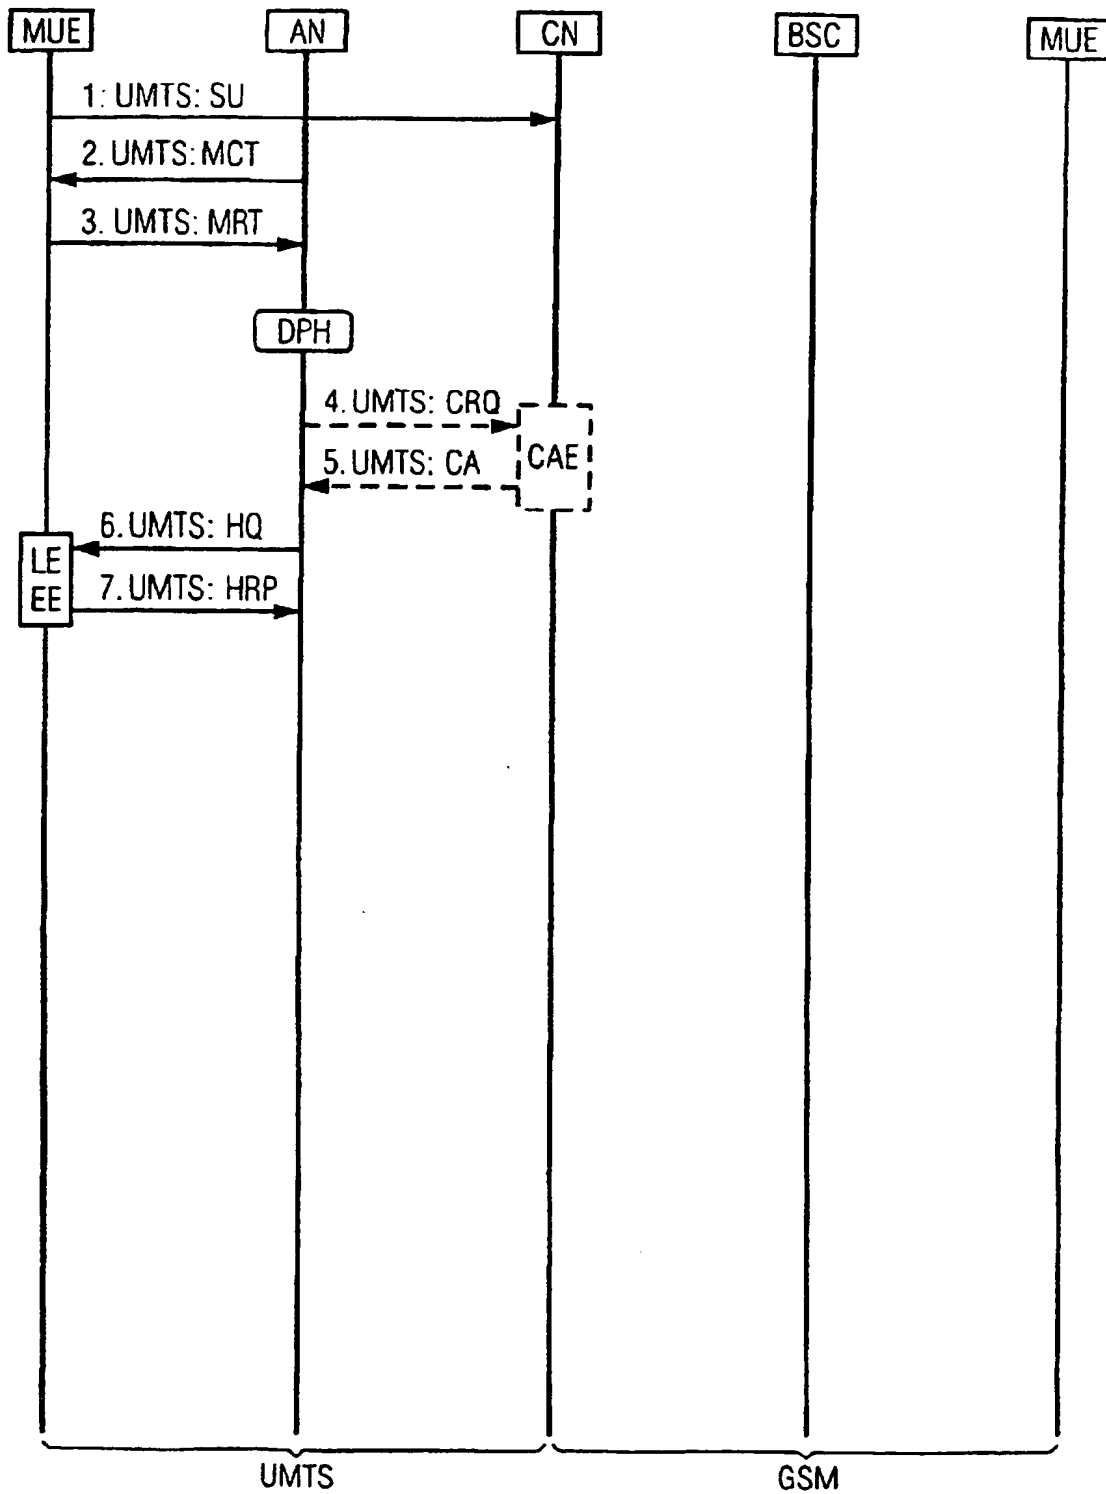 MUE AN CN BSC MUE
1: UMTS: SU
2. UMTS: MCT
3. UMTS: MRT
DPH
4. UMTS: CRQ
CAE
5. UMTS: CA
6. UMTS: HQ
LE
EE
7. UMTS: HRP
UMTS GSM